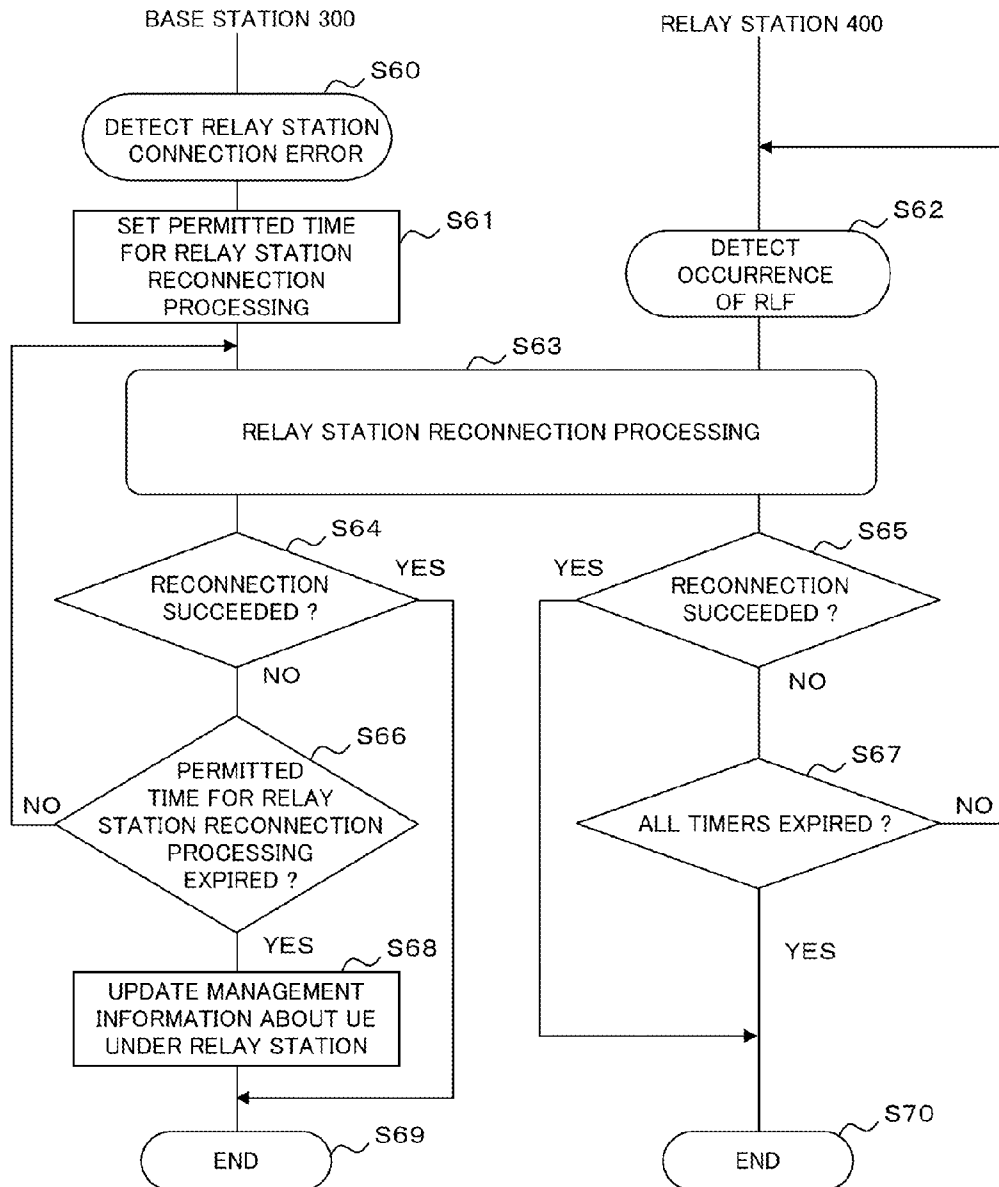 BASE STATION 300
RELAY STATION 400
S60
DETECT RELAY STATION
CONNECTION ERROR
S61
SET PERMITTED TIME
FOR RELAY STATION
RECONNECTION
PROCESSING
S62
DETECT
OCCURRENCE
OF RLF
S63
RELAY STATION RECONNECTION PROCESSING
S64
RECONNECTION
SUCCEEDED ?
YES
NO
S65
YES
RECONNECTION
SUCCEEDED ?
NO
S66
PERMITTED
TIME FOR RELAY
STATION RECONNECTION
PROCESSING
EXPIRED ?
NO
YES
S67
ALL TIMERS EXPIRED ?
NO
YES
S68
UPDATE MANAGEMENT
INFORMATION ABOUT UE
UNDER RELAY STATION
S69
END
S70
END